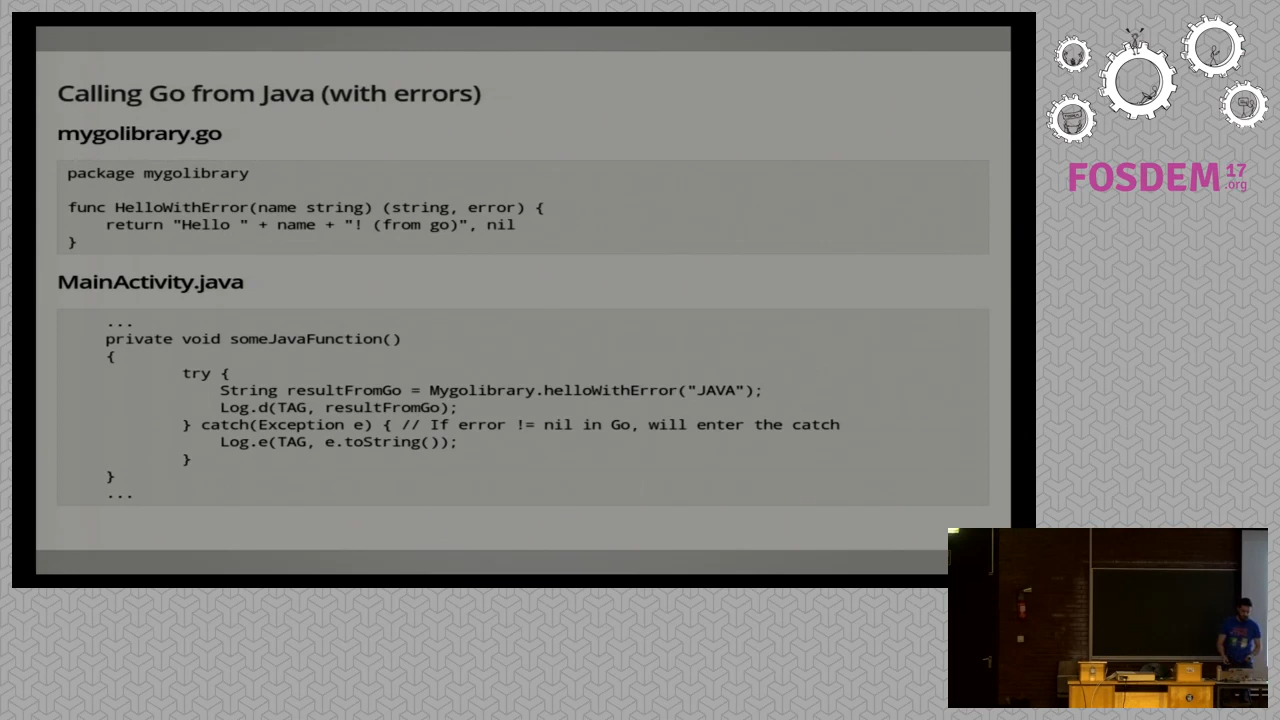 Calling Go from Java (with errors)
mygolibrary.go
package mygolibrary
func HelloWithError(name string) (string, error) {
return "Hello " + name + "! (from go)", nil
}
MainActivity.java
...
private void someJavaFunction()
{
try {
String resultFromGo = Mygolibrary.helloWithError("JAVA");
Log.d(TAG, resultFromGo);
} catch(Exception e) { // If error != nil in Go, will enter the catch
Log.e(TAG, e.toString());
}
}
...
FOSDEM 17
.org